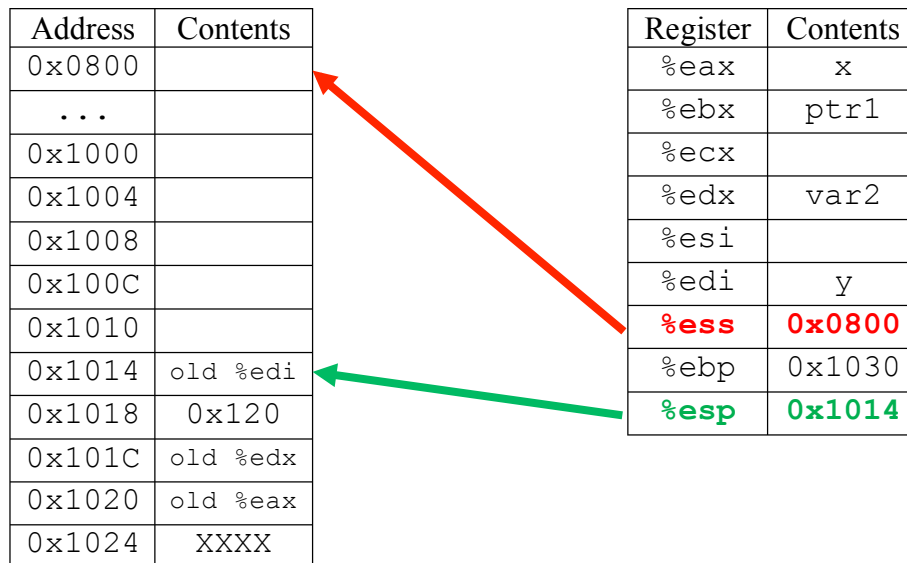 Address Contents
0x0800
...
0x1000
0x1004
0x1008
0x100C
0x1010
0x1014 old %edi
0x1018 0x120
0x101C old %edx
0x1020 old %eax
0x1024 XXXX
Register Contents
%eax x
%ebx ptr1
%ecx
%edx var2
%esi
%edi y
%ess 0x0800
%ebp 0x1030
%esp 0x1014